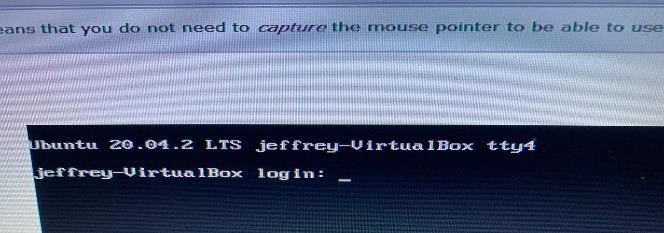 eans that you do not need to capture the mouse pointer to be able to use
Ubuntu 20.04.2 LTS jeffrey-VirtualBox tty4
jeffrey-VirtualBox login: _